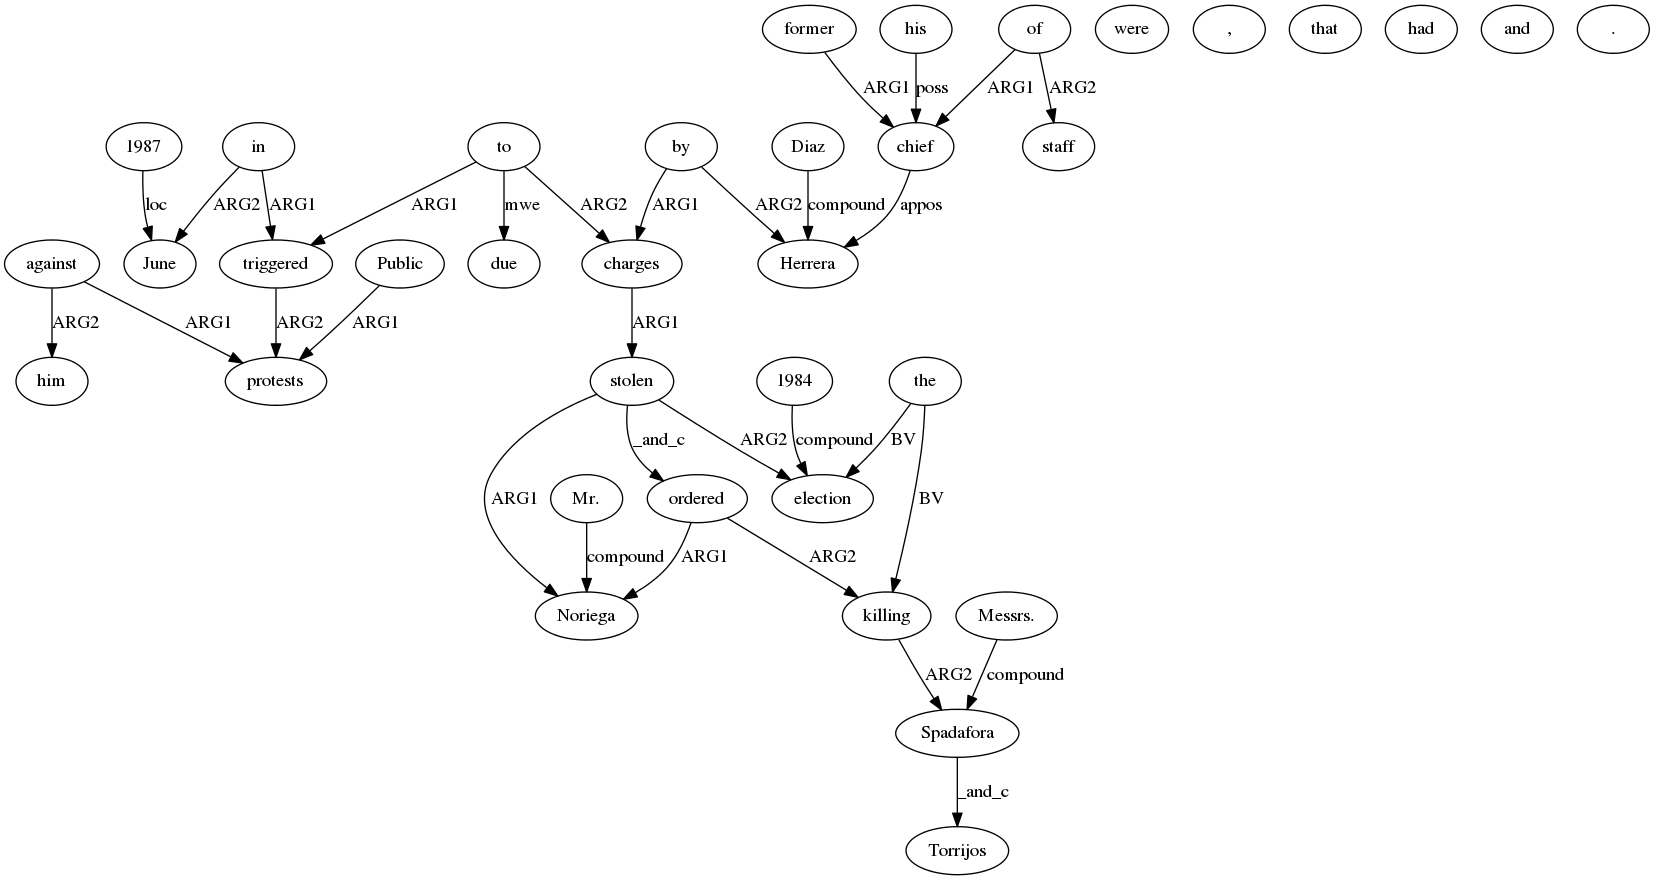 former his of were , that had and .
ARG1 poss ARG1 ARG2
1987 in to by Diaz chief staff
loc ARG2 ARG1 ARG1 mwe ARG2 ARG1 ARG2 compound appos
against June triggered Public due charges Herrera
ARG2 ARG1 ARG2 ARG1 ARG1
him protests stolen 1984 the
_and_c ARG2 compound BV
ARG1 Mr. ordered election BV
compound ARG1 ARG2
Noriega killing Messrs.
ARG2 compound
Spadafora
_and_c
Torrijos